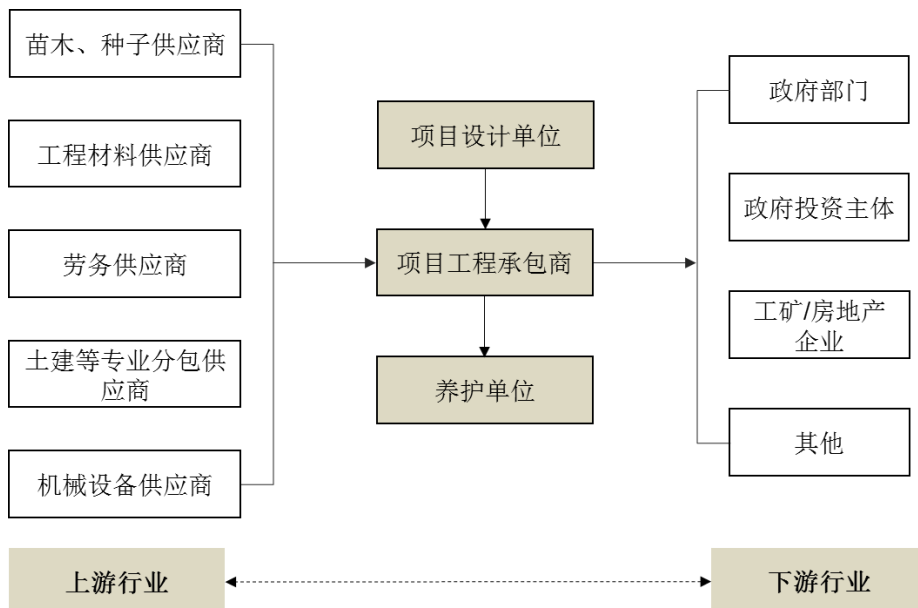 苗木、种子供应商
工程材料供应商
劳务供应商
土建等专业分包供
应商
机械设备供应商
项目设计单位
项目工程承包商
养护单位
政府部门
政府投资主体
工矿/房地产
企业
其他
上游行业
下游行业